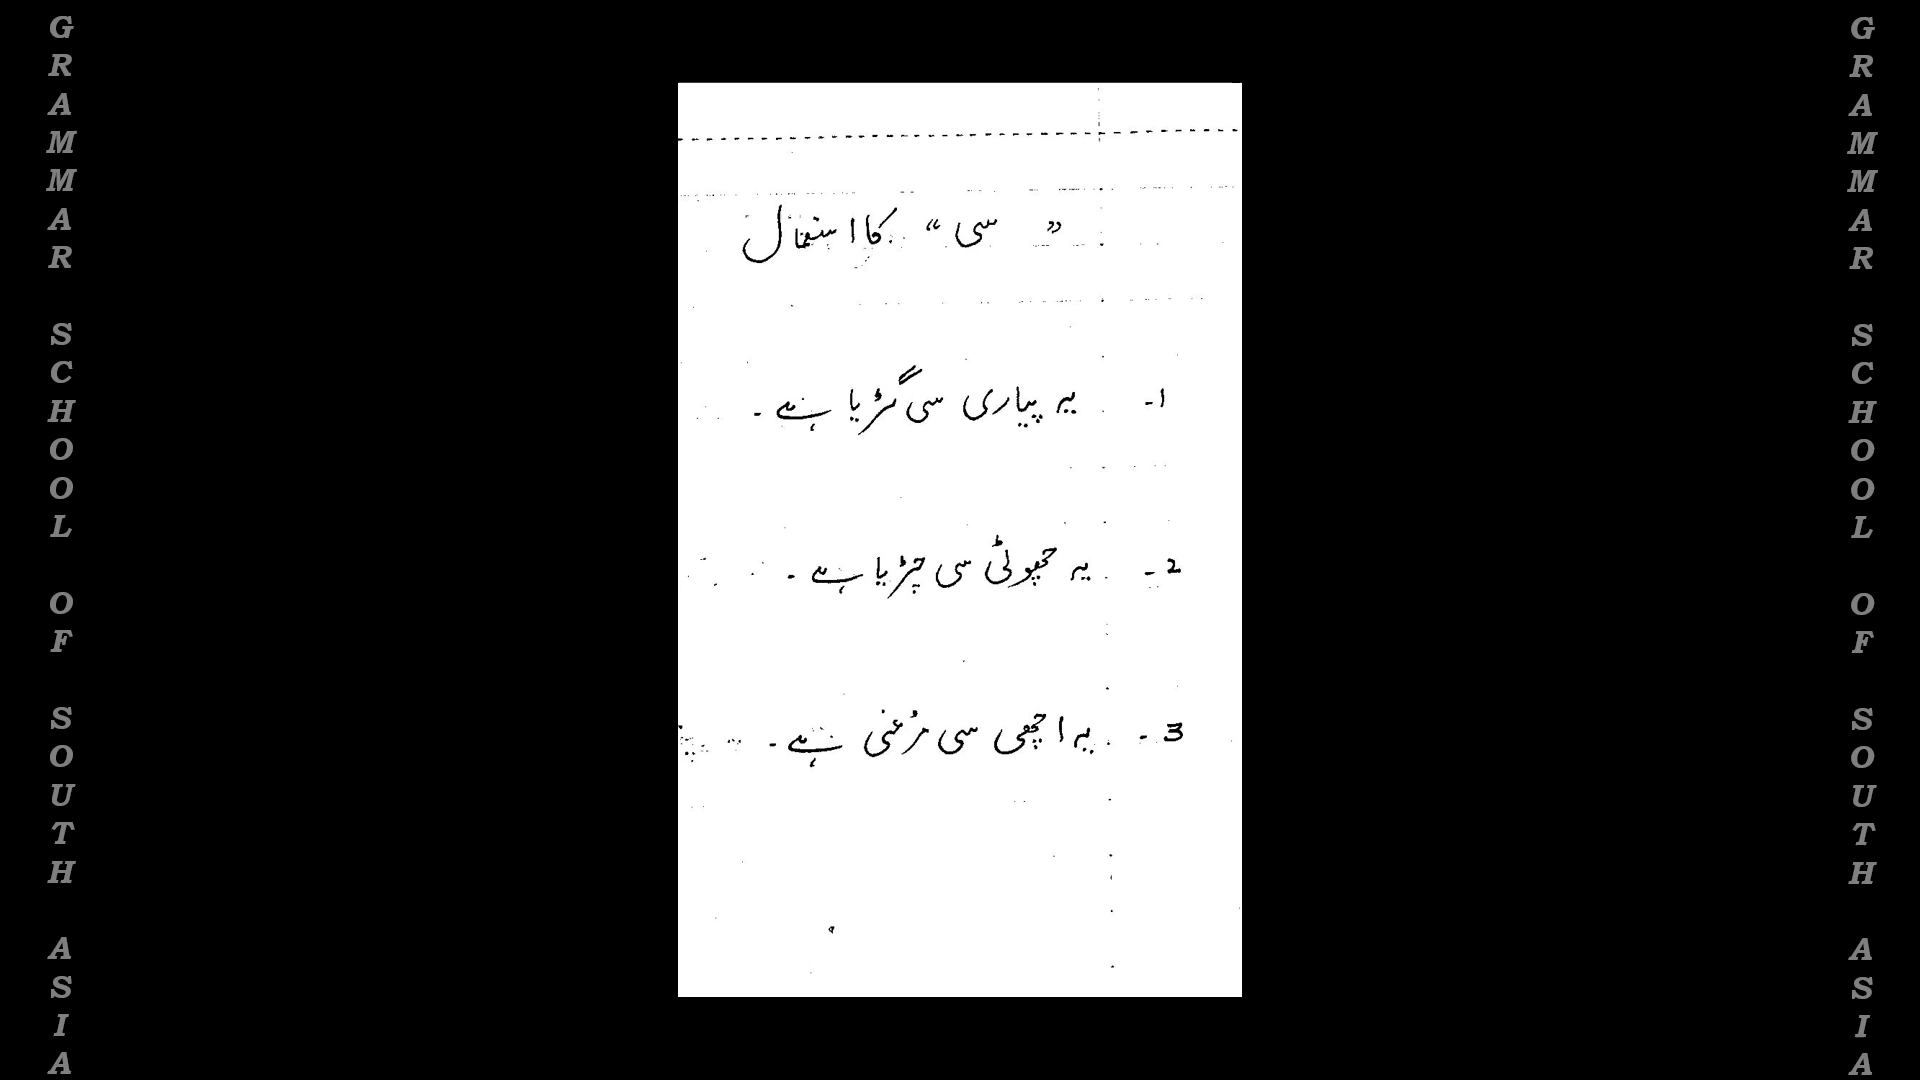 GRAMMAR SCHOOL OF SOUTH ASIA
” سی “ کا استعمال
1- یہ پیاری سی گڑیا ہے ۔
2- یہ چھوٹی سی چڑیا ہے ۔
3- یہ اچھی سی مُرغی ہے ۔
GRAMMAR SCHOOL OF SOUTH ASIA